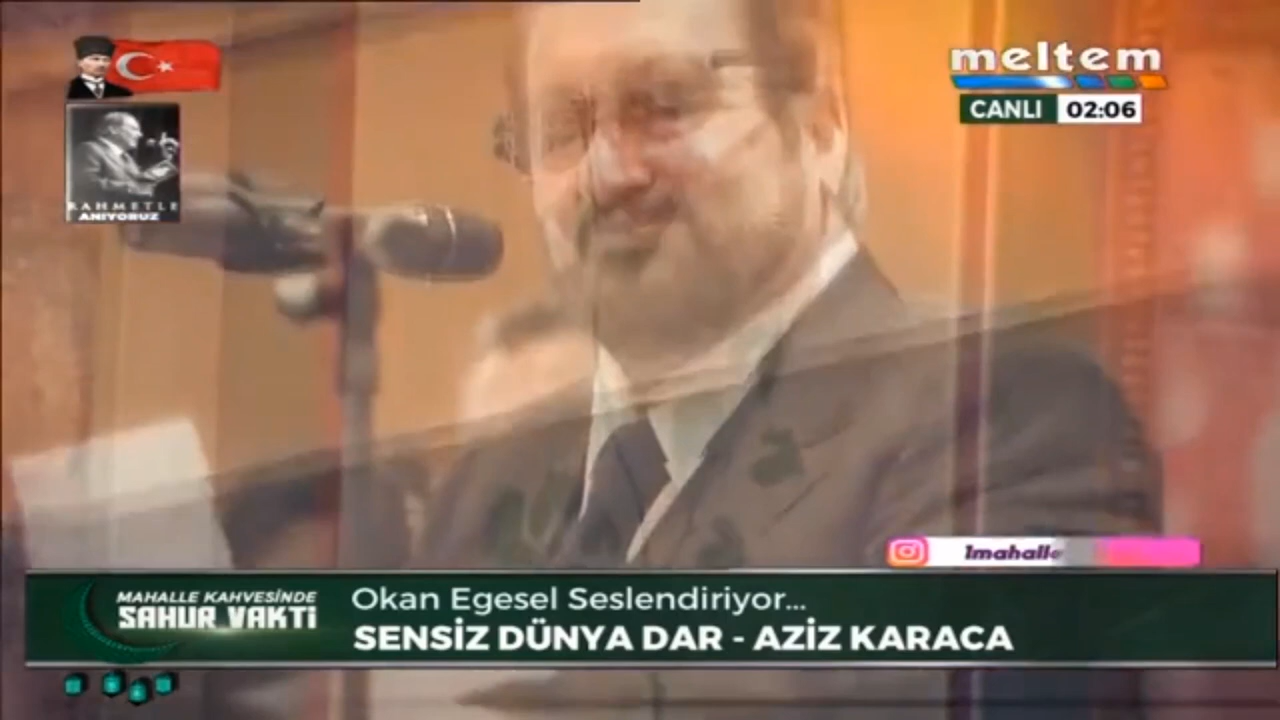 meltem
CANLI 02:06
RAHMETLE
ANIYORUZ
1mahalle
MAHALLE KAHVESİNDE
SAHUR VAKTİ
Okan Egesel Seslendiriyor...
SENSİZ DÜNYA DAR - AZİZ KARACA